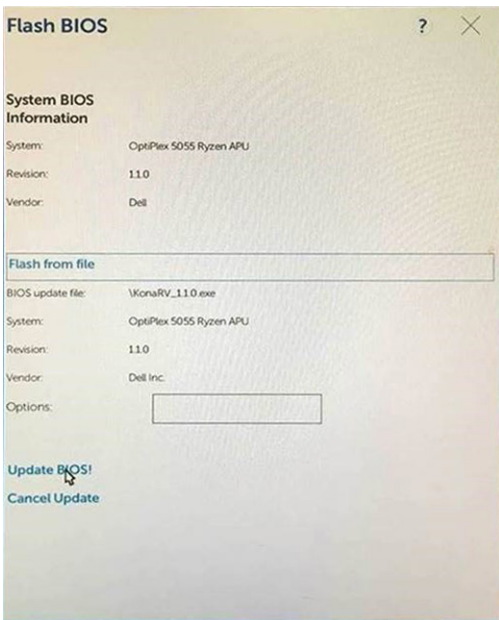 Flash BIOS ?
System BIOS
Information
System: OptiPlex 5055 Ryzen APU
Revision: 1.1.0
Vendor: Dell
Flash from file
BIOS update file: \KonaRV_1.1.0.exe
System: OptiPlex 5055 Ryzen APU
Revision: 1.1.0
Vendor: Dell Inc.
Options:
Update BIOS!
Cancel Update